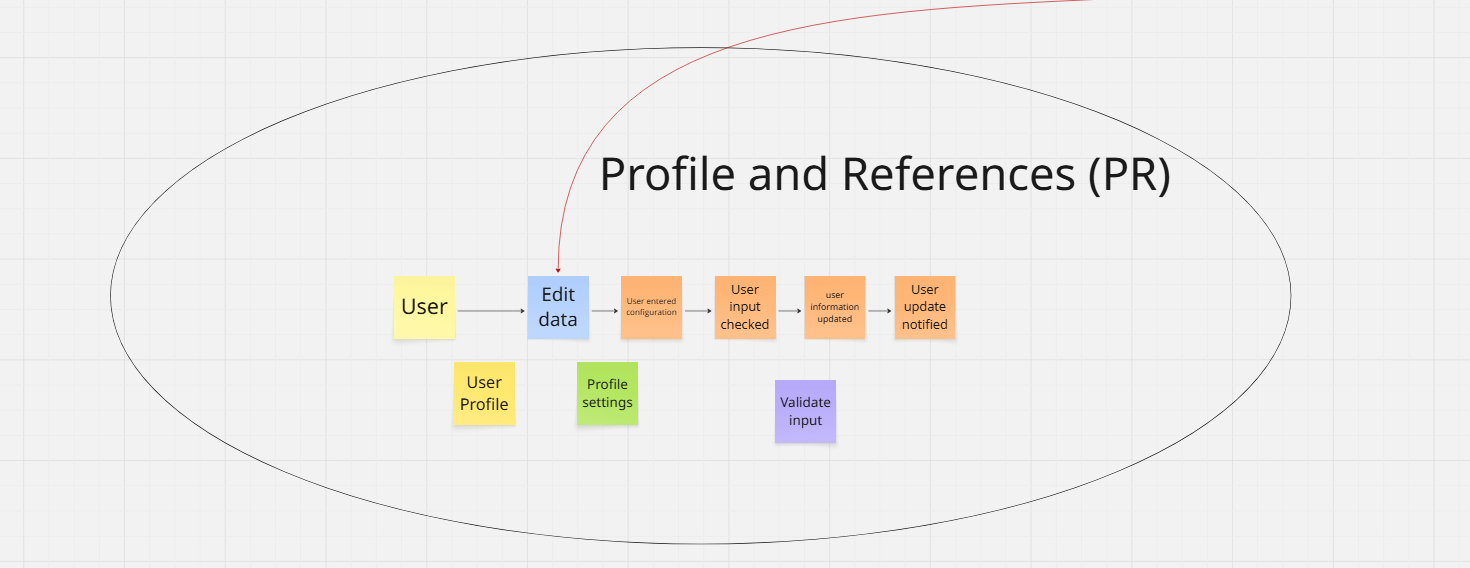 Profile and References (PR)
User
Edit
data
User entered
configuration
User
input
checked
user
information
updated
User
update
notified
User
Profile
Profile
settings
Validate
input